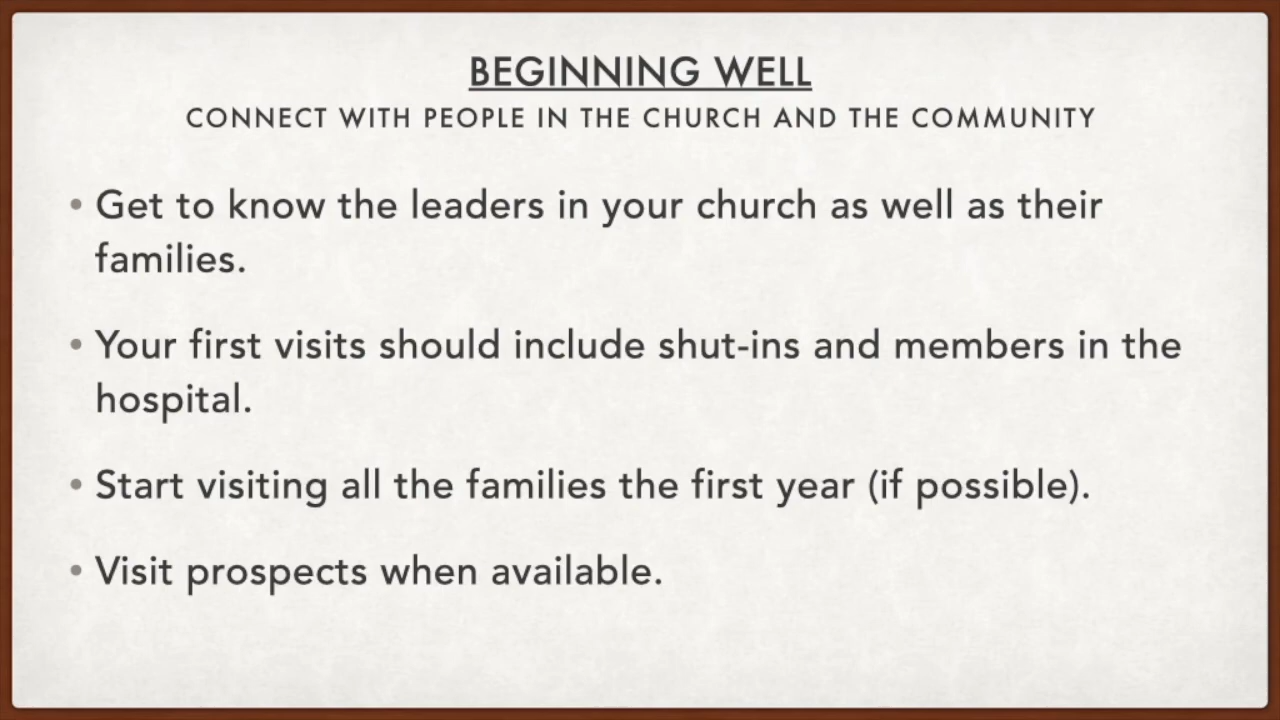 BEGINNING WELL
CONNECT WITH PEOPLE IN THE CHURCH AND THE COMMUNITY
• Get to know the leaders in your church as well as their
families.
• Your first visits should include shut-ins and members in the
hospital.
• Start visiting all the families the first year (if possible).
• Visit prospects when available.